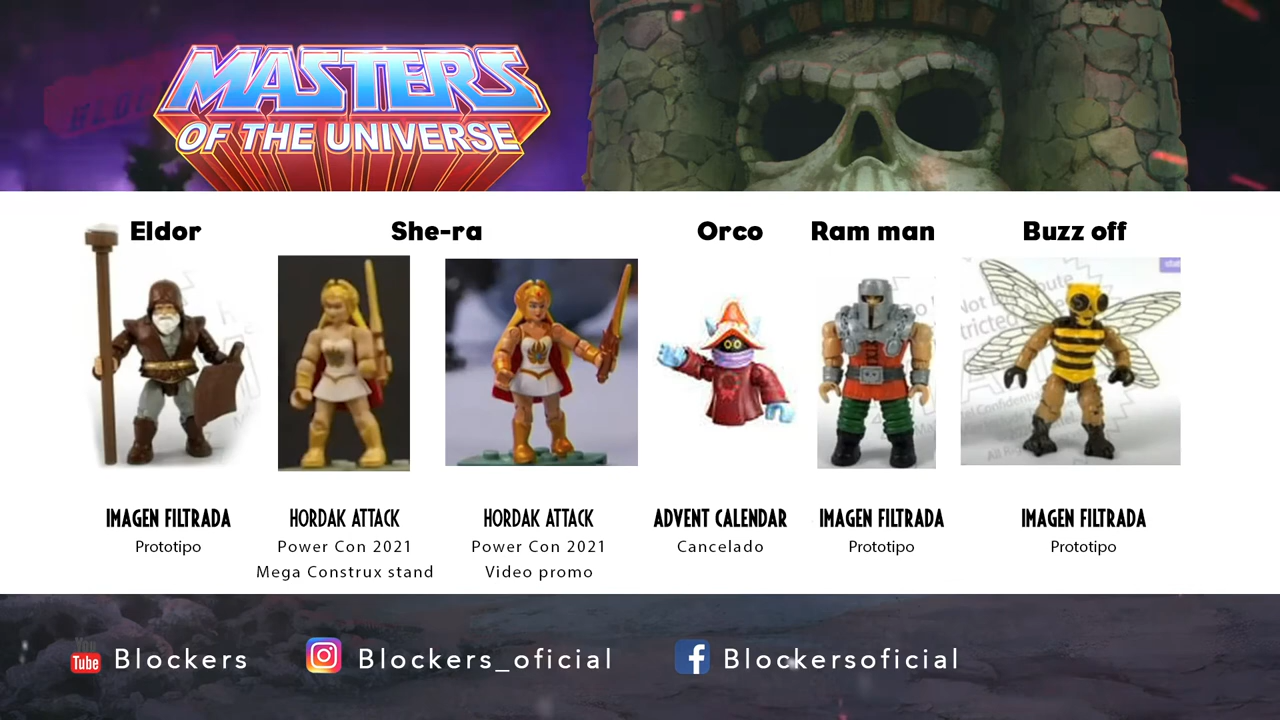 MASTERS
OF THE UNIVERSE
Eldor
She-ra
Orco
Ram man
Buzz off
IMAGEN FILTRADA
Prototipo
HORDAK ATTACK
Power Con 2021
Mega Construx stand
HORDAK ATTACK
Power Con 2021
Video promo
ADVENT CALENDAR
Cancelado
IMAGEN FILTRADA
Prototipo
IMAGEN FILTRADA
Prototipo
You
Tube
Blockers
Blockers_oficial
f
Blockersoficial